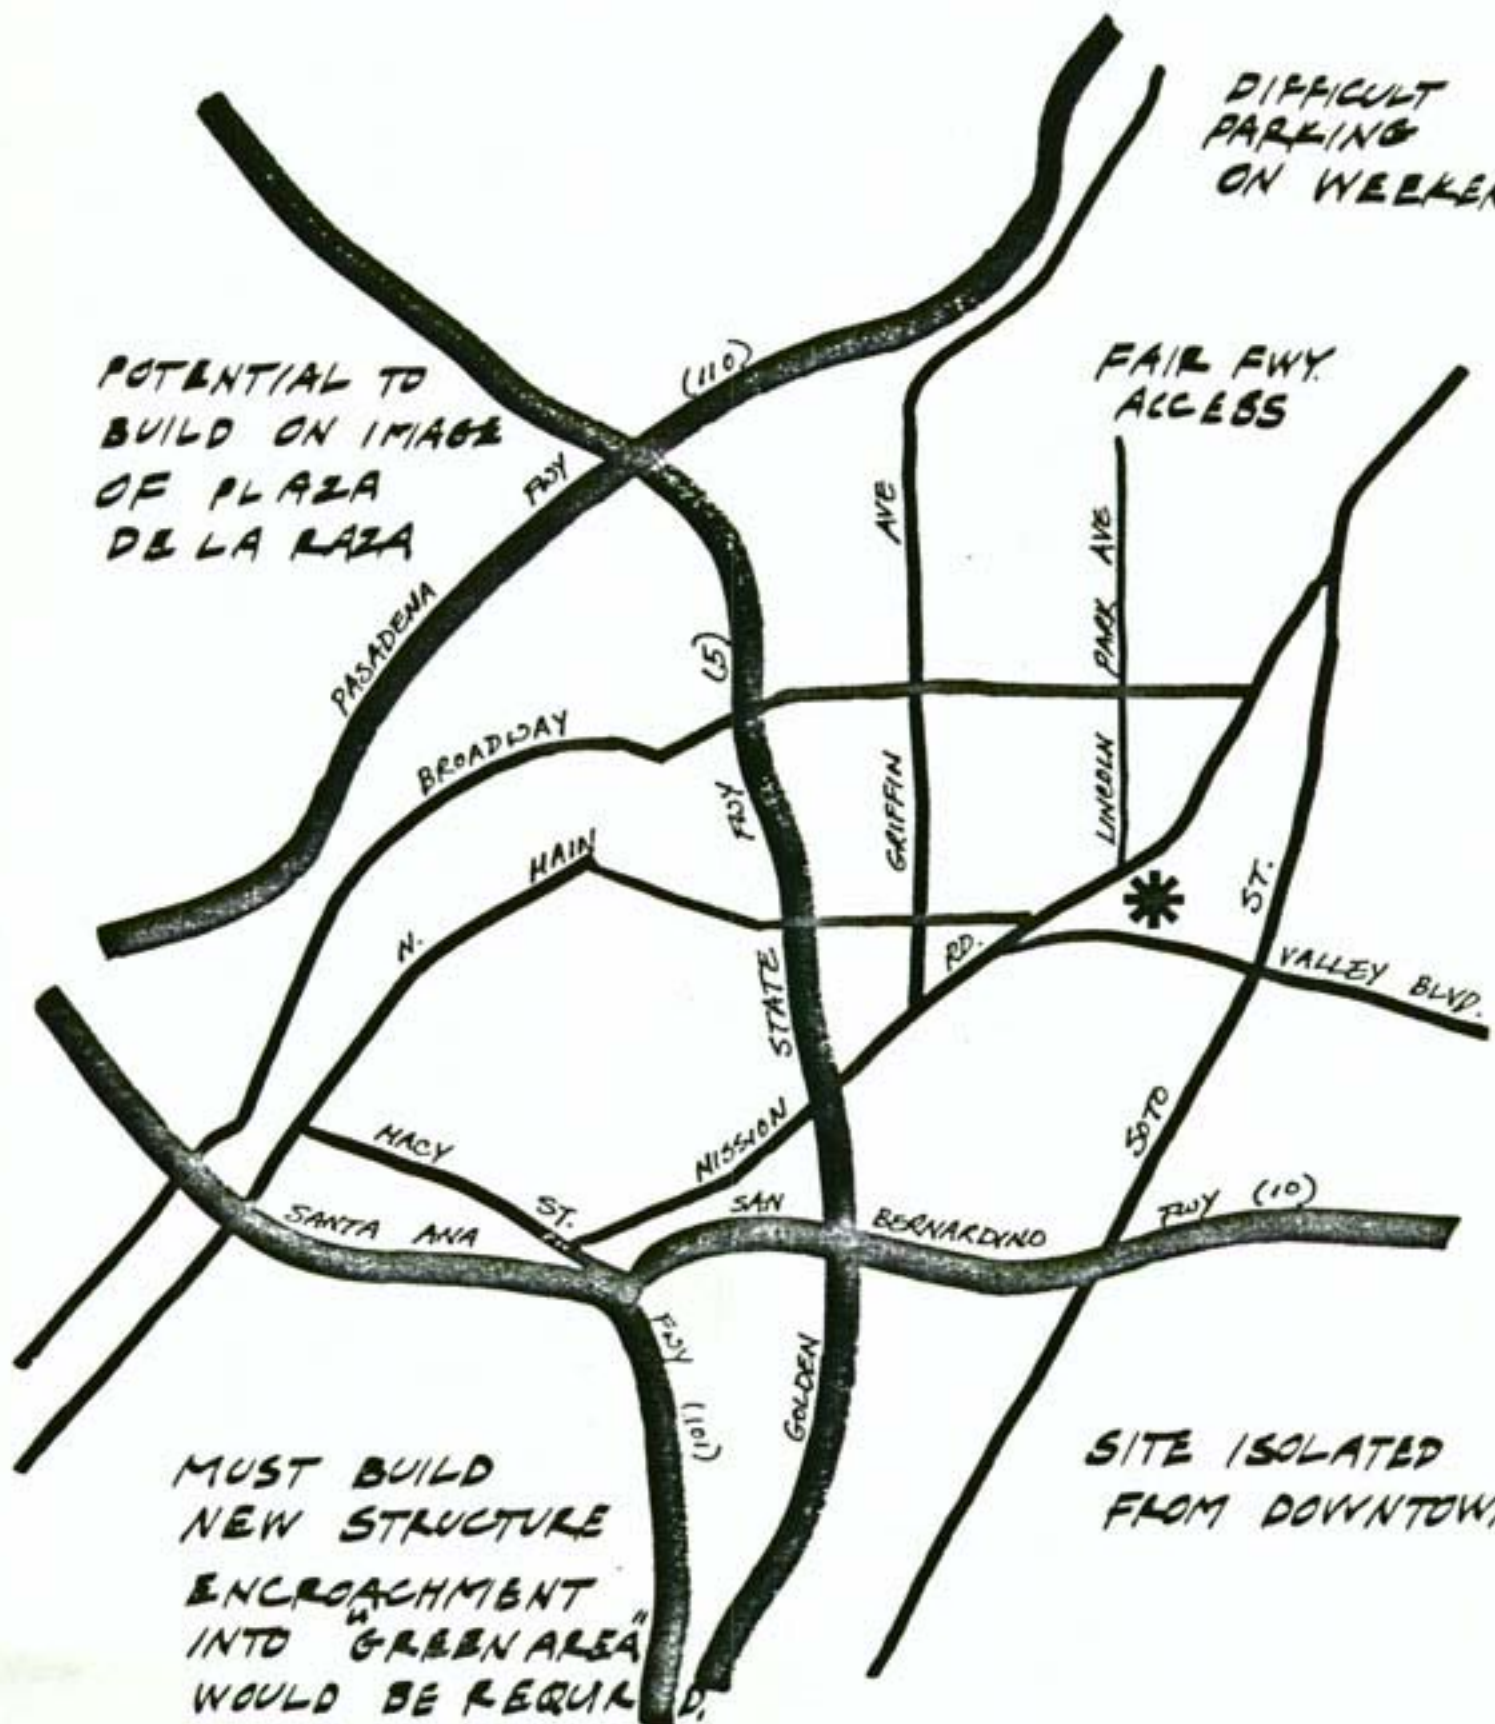 DIFFICULT
PARKING
ON WEEKEN
POTENTIAL TO
BUILD ON IMAGE
OF PLAZA
DE LA RAZA
FAIR FWY.
ACCESS
PASADENA FWY (110)
BROADWAY
N. MAIN
GOLDEN STATE FWY (5)
GRIFFIN AVE
LINCOLN PARK AVE
MISSION RD.
VALLEY BLVD.
SOTO ST.
MACY ST.
SANTA ANA FWY (101)
SAN BERNARDINO FWY (10)
MUST BUILD
NEW STRUCTURE
ENCROACHMENT
INTO "GREEN AREA"
WOULD BE REQUIR D.
SITE ISOLATED
FROM DOWNTOW